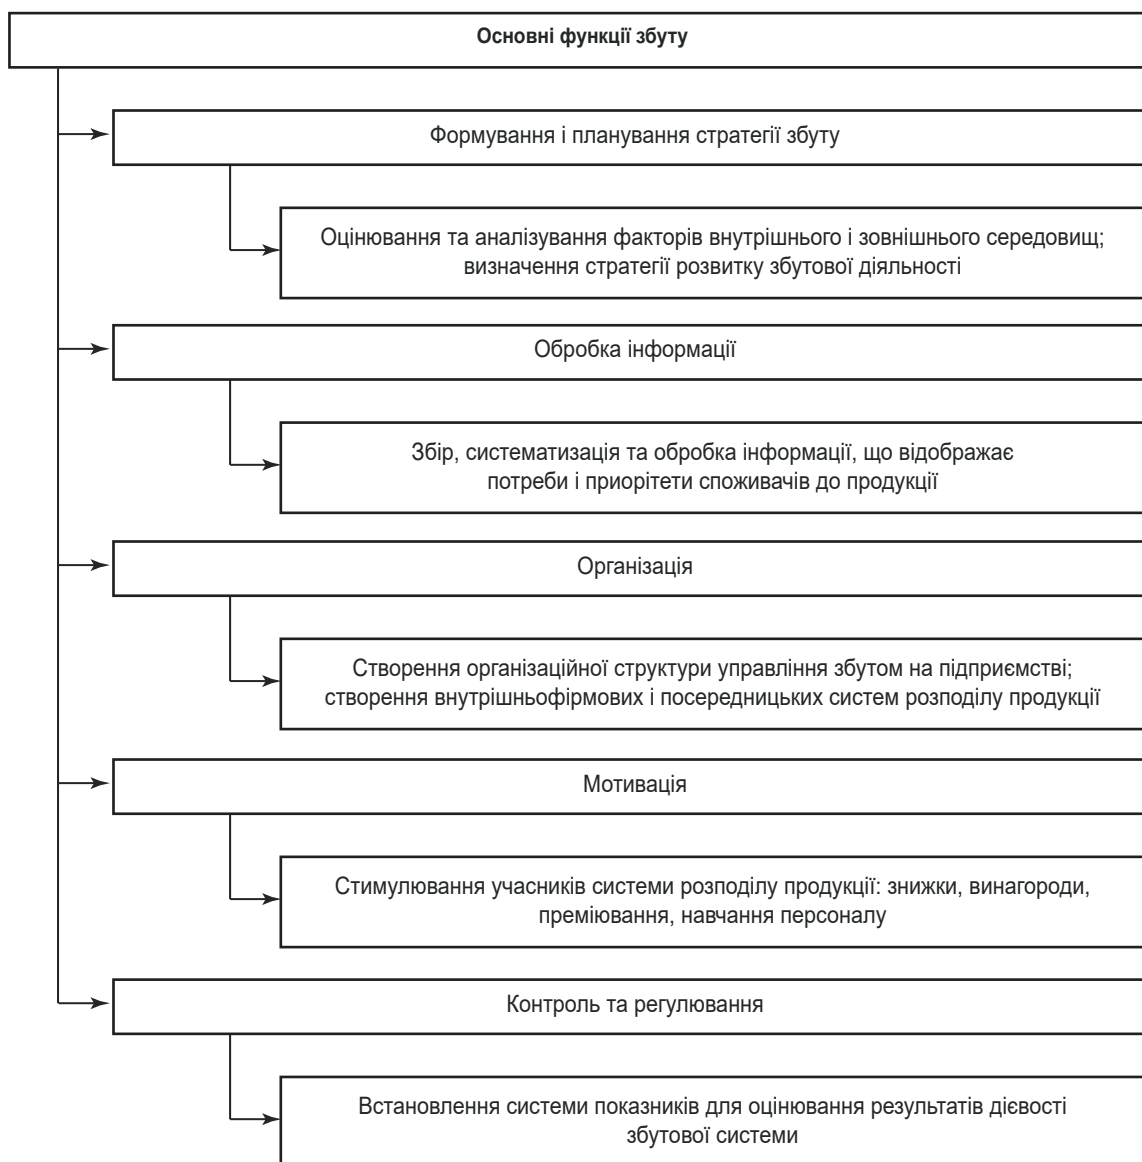 Основні функції збуту
Формування і планування стратегії збуту
Оцінювання та аналізування факторів внутрішнього і зовнішнього середовищ;
визначення стратегії розвитку збутової діяльності
Обробка інформації
Збір, систематизація та обробка інформації, що відображає
потреби і приорітети споживачів до продукції
Організація
Створення організаційної структури управління збутом на підприємстві;
створення внутрішньофірмових і посередницьких систем розподілу продукції
Мотивація
Стимулювання учасників системи розподілу продукції: знижки, винагороди,
преміювання, навчання персоналу
Контроль та регулювання
Встановлення системи показників для оцінювання результатів дієвості
збутової системи